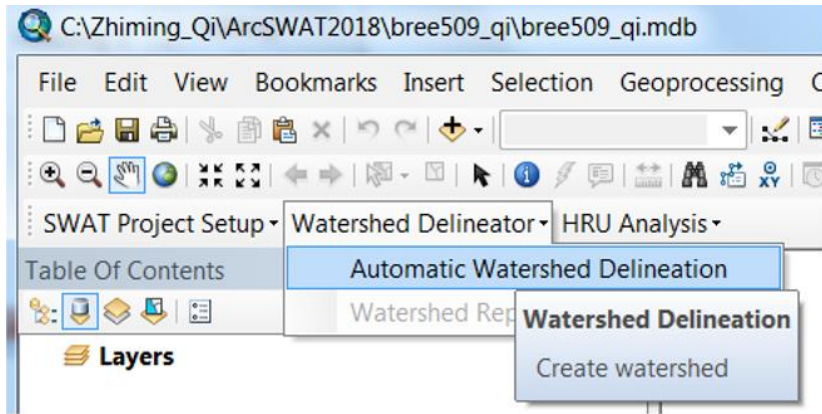 C:\Zhiming_Qi\ArcSWAT2018\bree509_qi\bree509_qi.mdb
File Edit View Bookmarks Insert Selection Geoprocessing
XY
SWAT Project Setup Watershed Delineator HRU Analysis
Table Of Contents
Automatic Watershed Delineation
Watershed Rep
Watershed Delineation
Create watershed
Layers